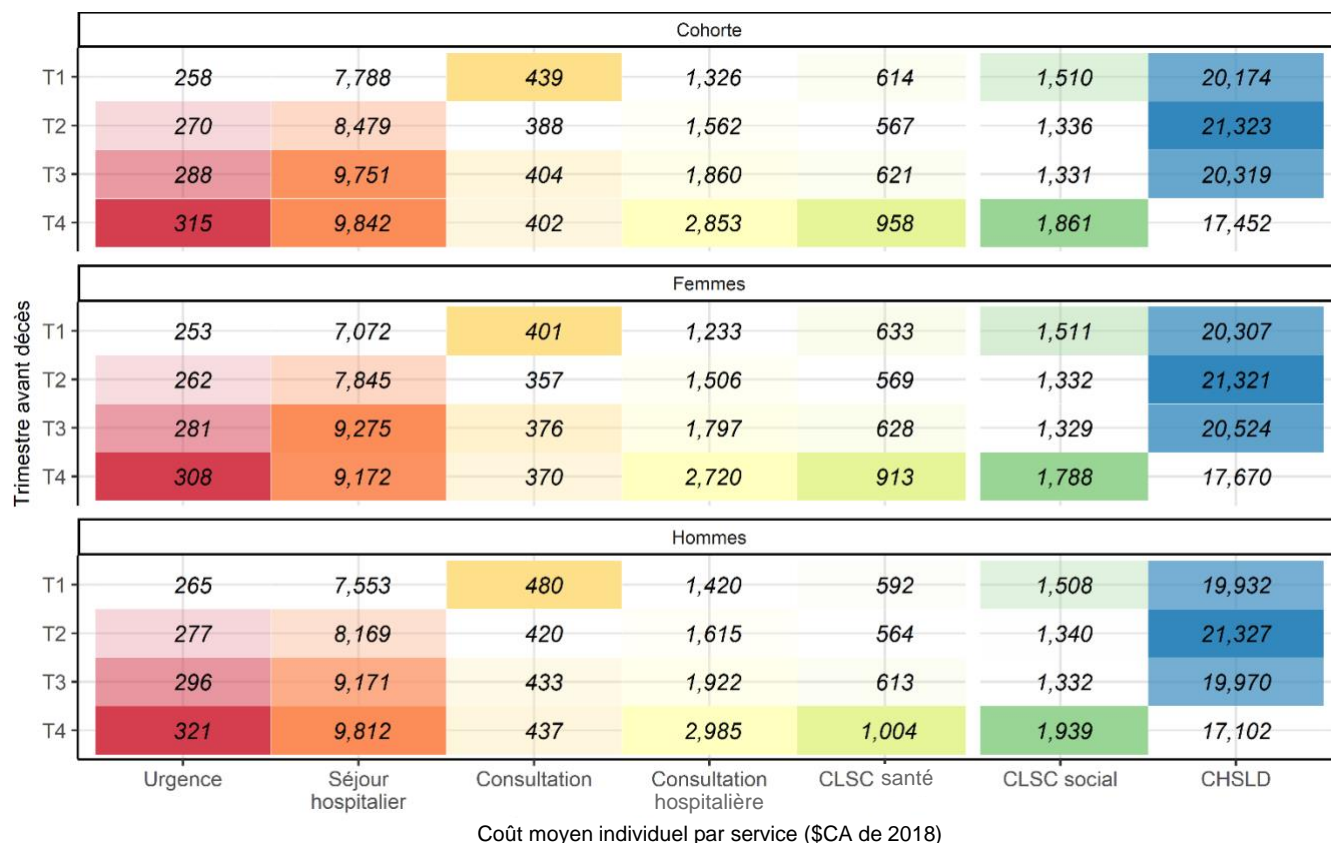 Cohorte
T1 258 7,788 439 1,326 614 1,510 20,174
T2 270 8,479 388 1,562 567 1,336 21,323
T3 288 9,751 404 1,860 621 1,331 20,319
T4 315 9,842 402 2,853 958 1,861 17,452
Trimestre avant décès
Femmes
T1 253 7,072 401 1,233 633 1,511 20,307
T2 262 7,845 357 1,506 569 1,332 21,321
T3 281 9,275 376 1,797 628 1,329 20,524
T4 308 9,172 370 2,720 913 1,788 17,670
Hommes
T1 265 7,553 480 1,420 592 1,508 19,932
T2 277 8,169 420 1,615 564 1,340 21,327
T3 296 9,171 433 1,922 613 1,332 19,970
T4 321 9,812 437 2,985 1,004 1,939 17,102
Urgence Séjour Consultation Consultation CLSC santé CLSC social CHSLD
hospitalier hospitalière
Coût moyen individuel par service ($CA de 2018)